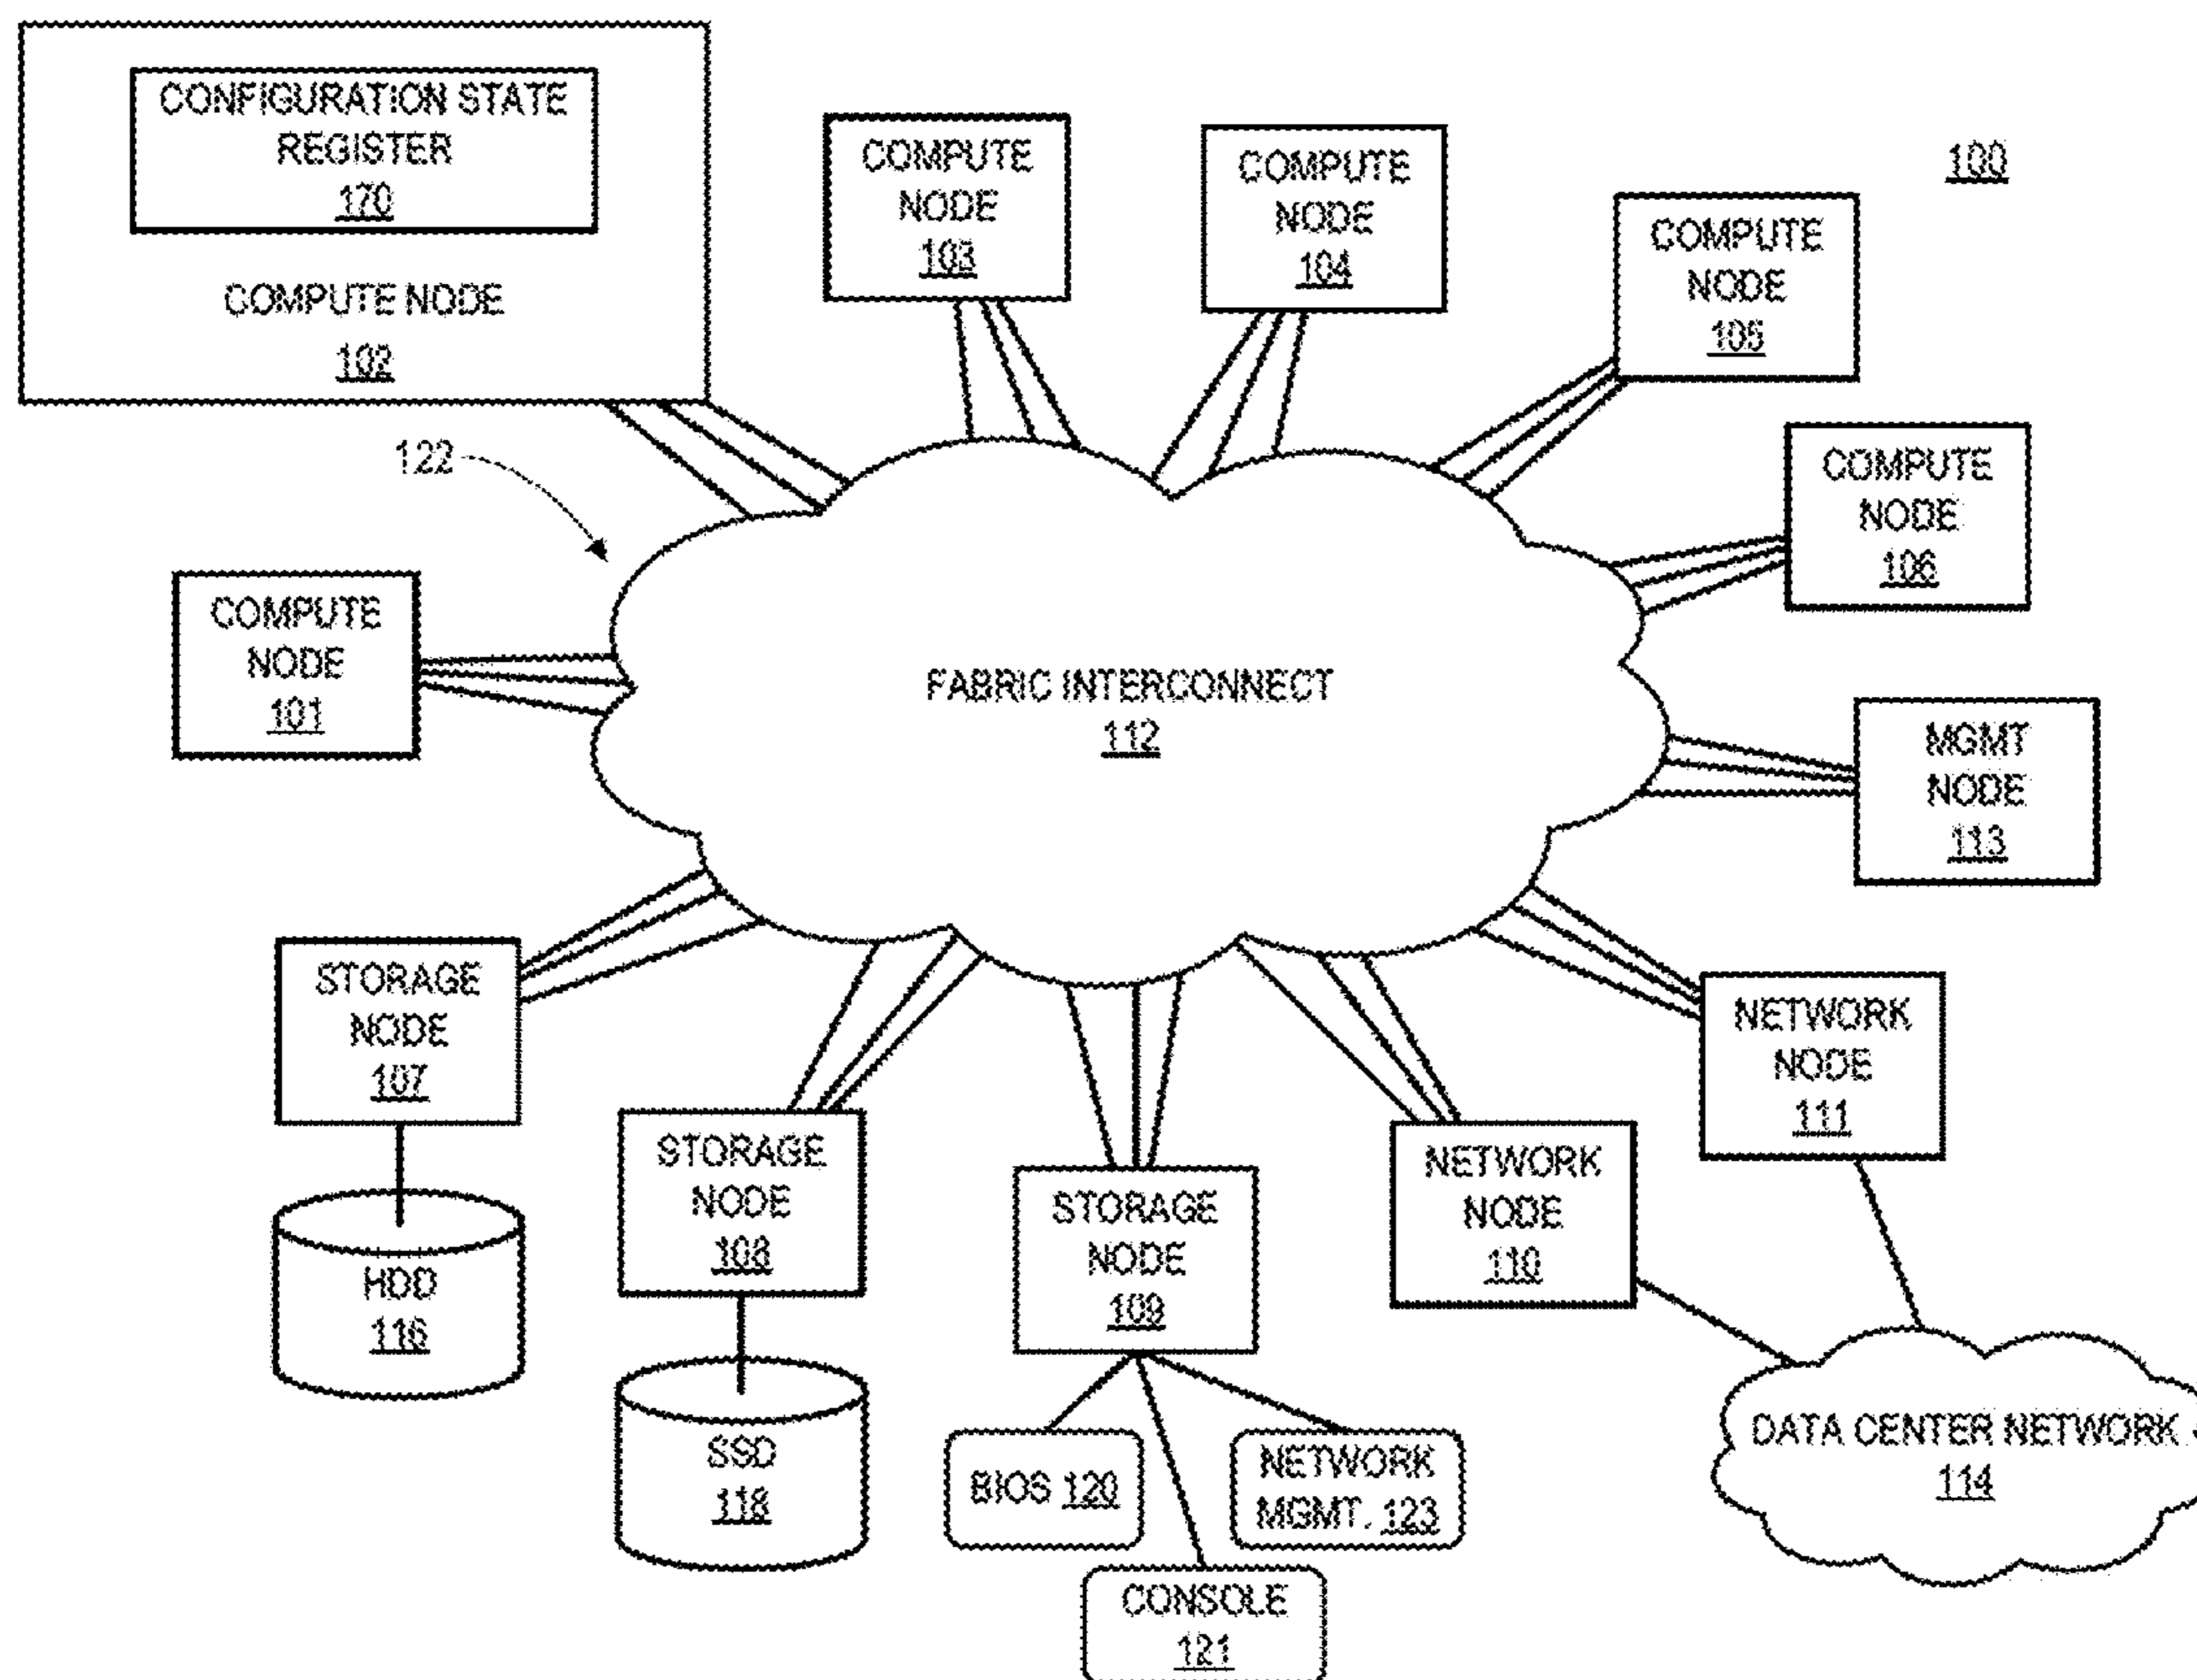 CONFIGURATION STATE
REGISTER
170
COMPUTE NODE
102
COMPUTE
NODE
103
COMPUTE
NODE
104
COMPUTE
NODE
105
100
COMPUTE
NODE
106
122
COMPUTE
NODE
101
FABRIC INTERCONNECT
112
MGMT
NODE
113
STORAGE
NODE
107
STORAGE
NODE
108
STORAGE
NODE
109
NETWORK
NODE
110
NETWORK
NODE
111
HDD
116
SSD
118
BIOS 120
NETWORK
MGMT. 123
CONSOLE
121
DATA CENTER NETWORK
114